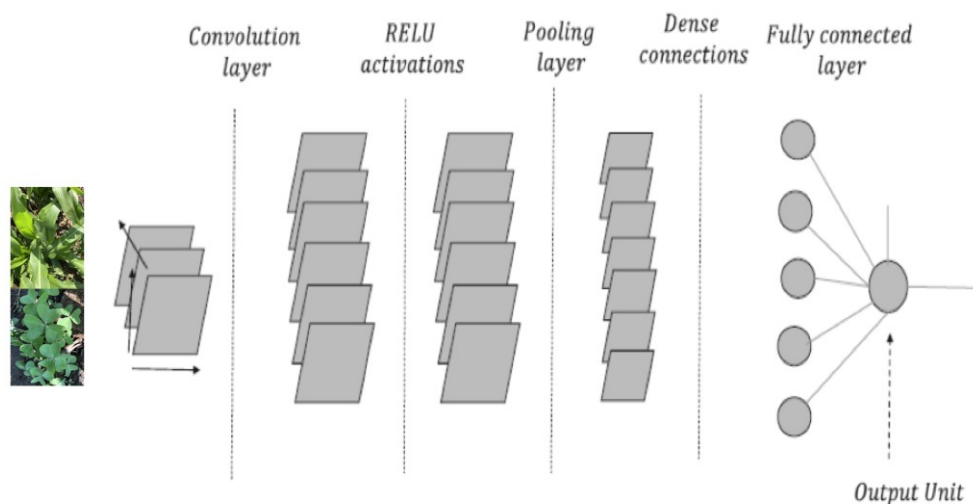 Convolution
layer
RELU
activations
Pooling
layer
Dense
connections
Fully connected
layer
Output Unit